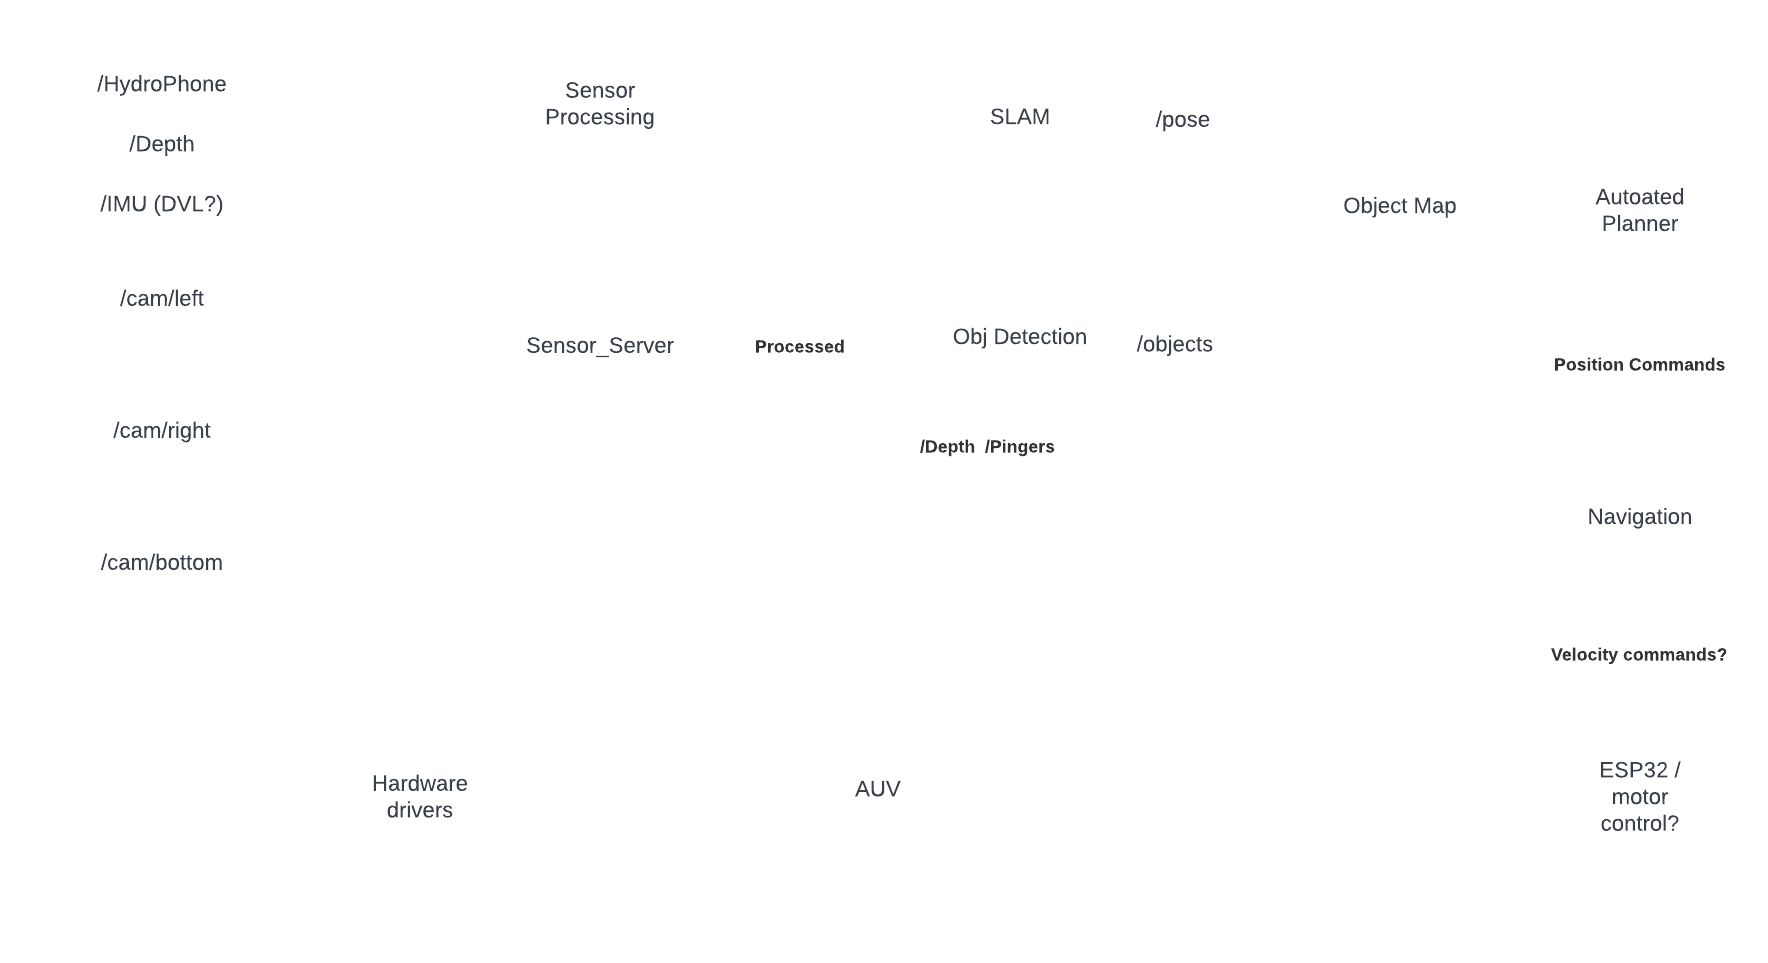 /HydroPhone
/Depth
/IMU (DVL?)
/cam/left
/cam/right
/cam/bottom
Sensor
Processing
Sensor_Server
Processed
SLAM
/pose
Obj Detection
/objects
/Depth  /Pingers
Object Map
Autoated
Planner
Position Commands
Navigation
Velocity commands?
Hardware
drivers
AUV
ESP32 /
motor
control?